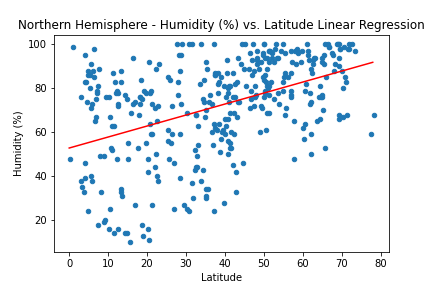 Northern Hemisphere - Humidity (%) vs. Latitude Linear Regression
100
80
60
40
20
Humidity (%)
0 10 20 30 40 50 60 70 80
Latitude